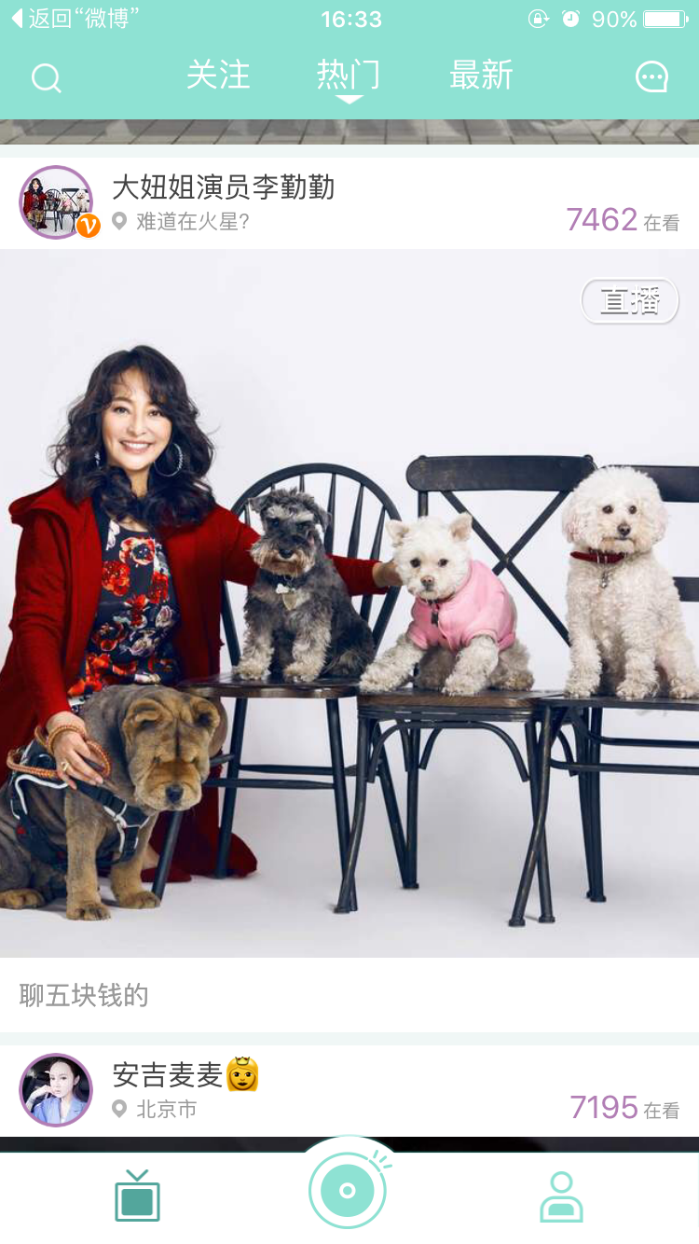 返回“微博”
16:33
90%
关注
热门
最新
大妞姐演员李勤勤
难道在火星?
7462 在看
直播
聊五块钱的
安吉麦麦
北京市
7195 在看